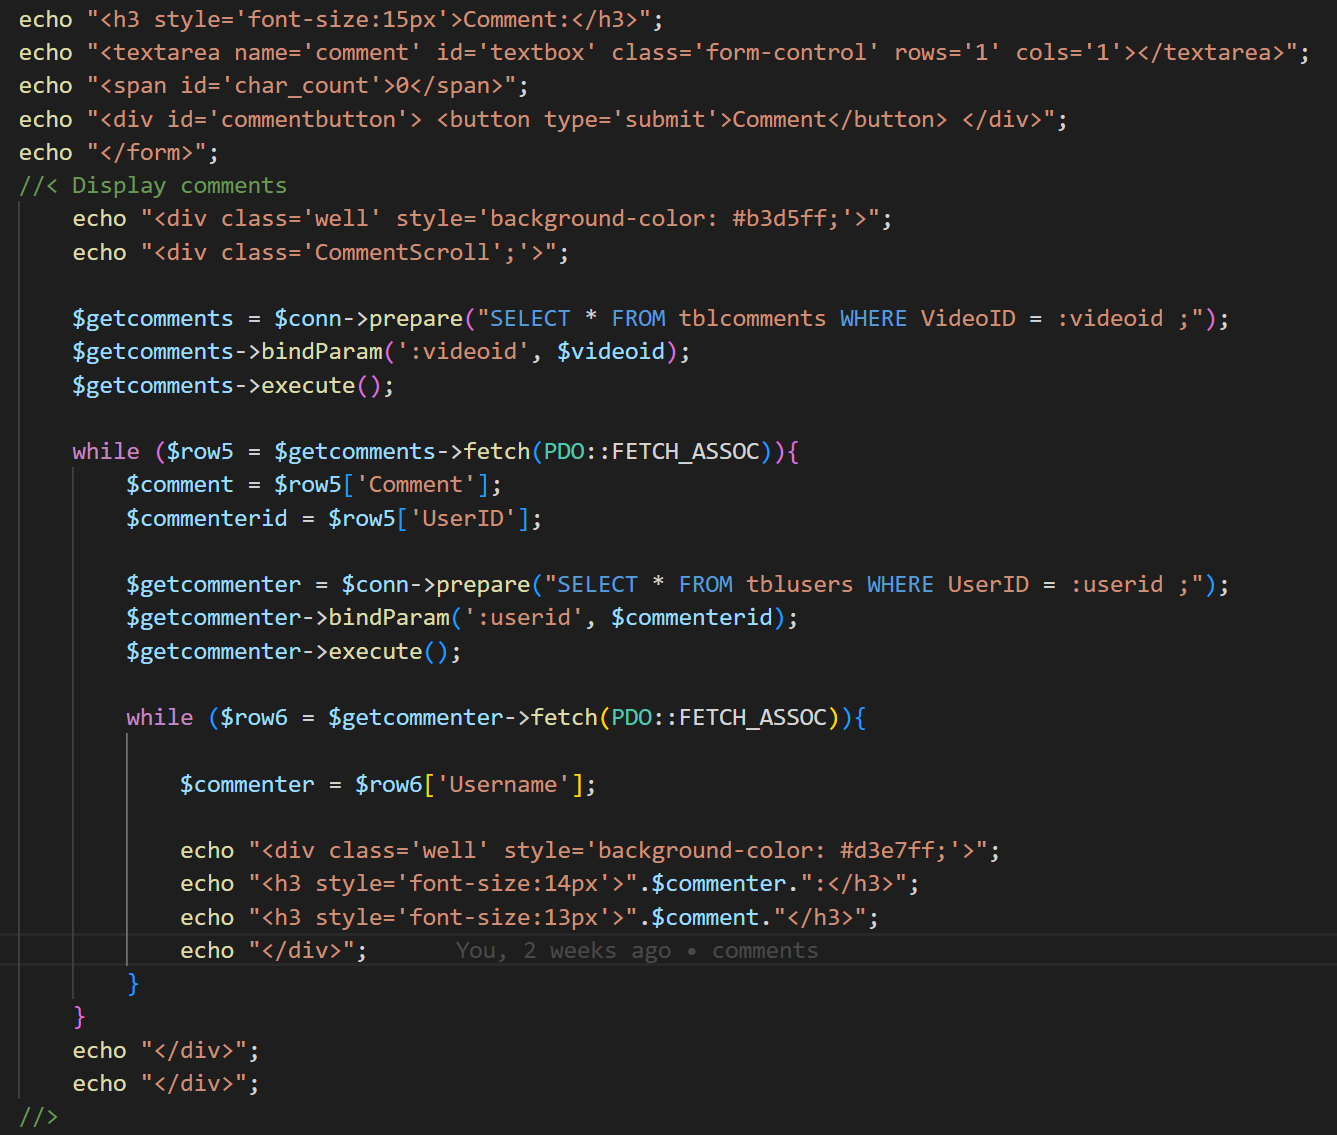 echo "<h3 style='font-size:15px'>Comment:</h3>";
echo "<textarea name='comment' id='textbox' class='form-control' rows='1' cols='1'></textarea>";
echo "<span id='char_count'>0</span>";
echo "<div id='commentbutton'> <button type='submit'>Comment</button> </div>";
echo "</form>";
//< Display comments
    echo "<div class='well' style='background-color: #b3d5ff;'>";
    echo "<div class='CommentScroll';'>";

    $getcomments = $conn->prepare("SELECT * FROM tblcomments WHERE VideoID = :videoid ;");
    $getcomments->bindParam(':videoid', $videoid);
    $getcomments->execute();

    while ($row5 = $getcomments->fetch(PDO::FETCH_ASSOC)){
        $comment = $row5['Comment'];
        $commenterid = $row5['UserID'];

        $getcommenter = $conn->prepare("SELECT * FROM tblusers WHERE UserID = :userid ;");
        $getcommenter->bindParam(':userid', $commenterid);
        $getcommenter->execute();

        while ($row6 = $getcommenter->fetch(PDO::FETCH_ASSOC)){

            $commenter = $row6['Username'];

            echo "<div class='well' style='background-color: #d3e7ff;'>";
            echo "<h3 style='font-size:14px'>".$commenter.":</h3>";
            echo "<h3 style='font-size:13px'>".$comment."</h3>";
            echo "</div>";      You, 2 weeks ago • comments
        }
    }
    echo "</div>";
    echo "</div>";
//>